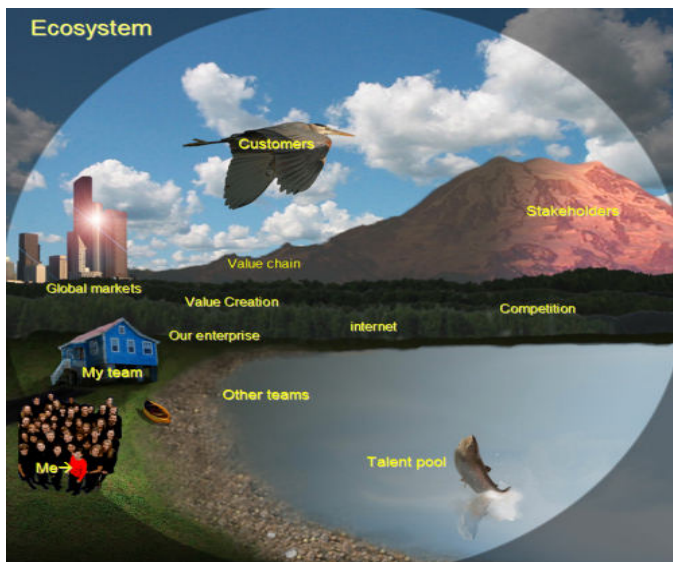 Ecosystem
Customers
Stakeholders
Value chain
Global markets
Value Creation
Competition
internet
Our enterprise
My team
Other teams
Talent pool
Me→